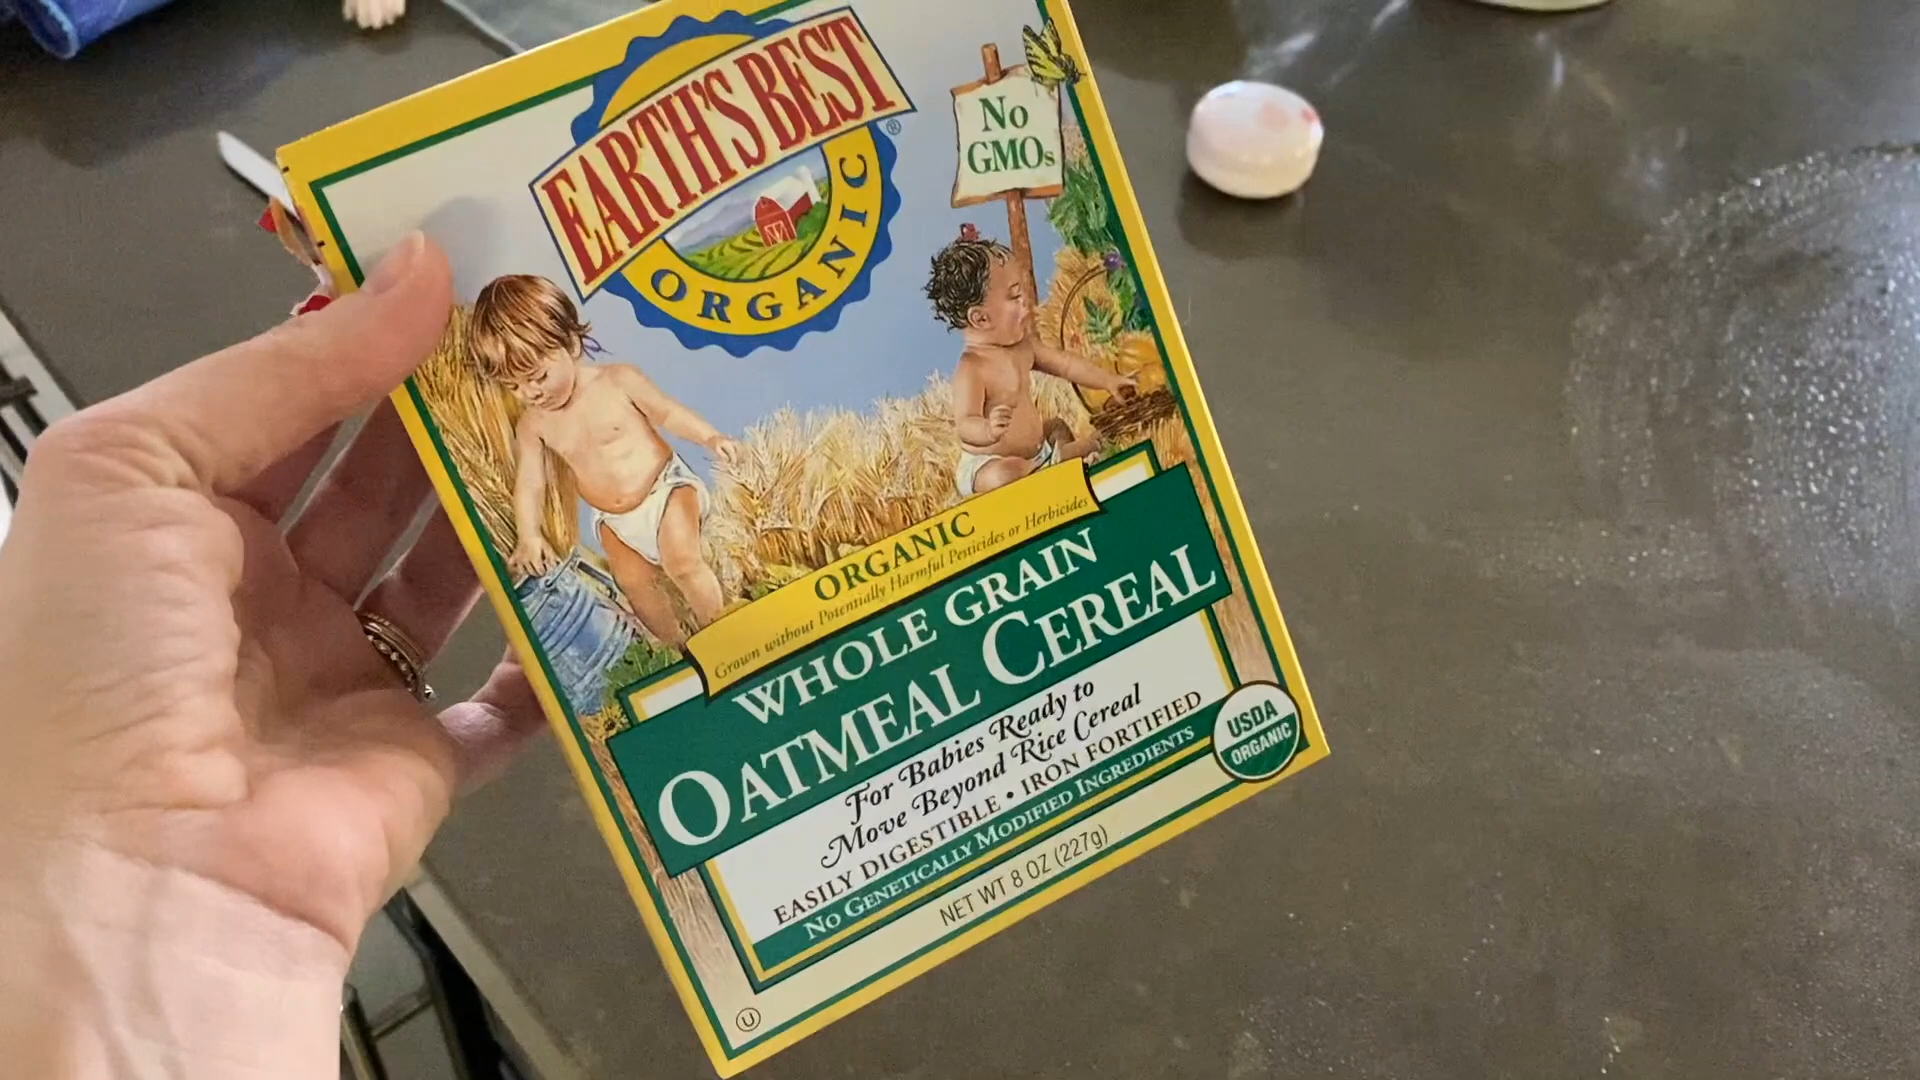 EARTH'S BEST
®
ORGANIC
No
GMOs
ORGANIC
Grown without Potentially Harmful Pesticides or Herbicides
WHOLE GRAIN
OATMEAL CEREAL
For Babies Ready to
Move Beyond Rice Cereal
EASILY DIGESTIBLE • IRON FORTIFIED
NO GENETICALLY MODIFIED INGREDIENTS
USDA
ORGANIC
NET WT 8 OZ (227g)
U